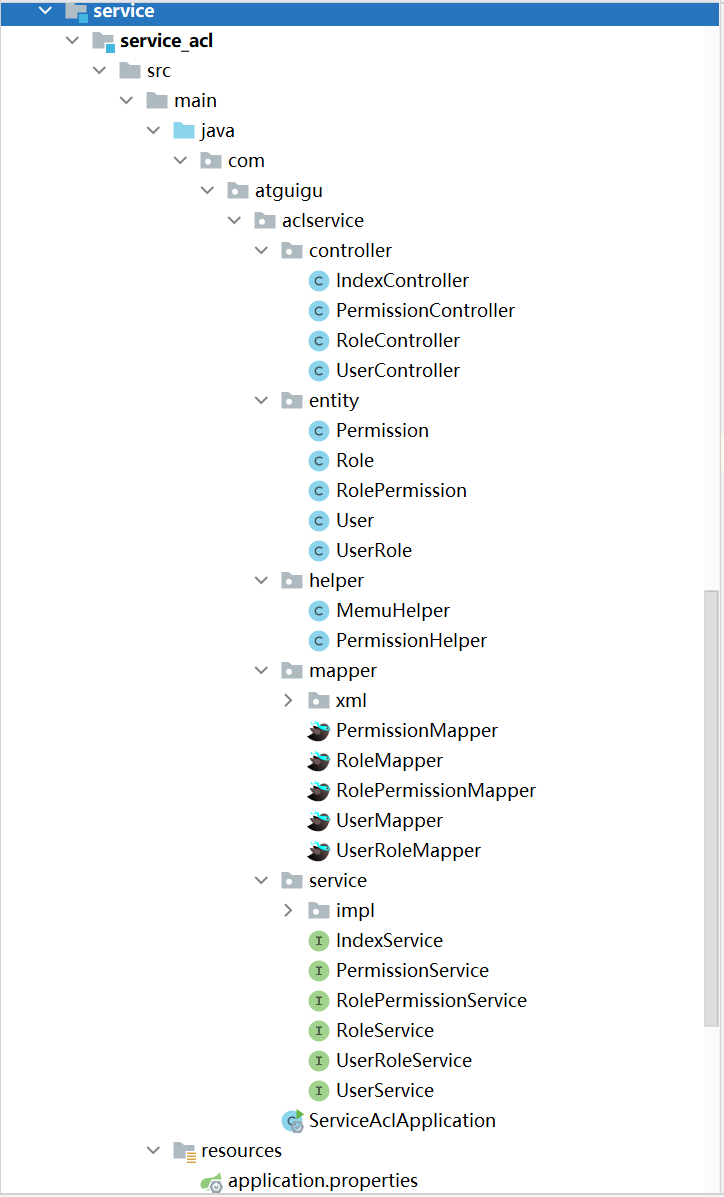 service
service_acl
src
main
java
com
atguigu
aclservice
controller
IndexController
PermissionController
RoleController
UserController
entity
Permission
Role
RolePermission
User
UserRole
helper
MemuHelper
PermissionHelper
mapper
xml
PermissionMapper
RoleMapper
RolePermissionMapper
UserMapper
UserRoleMapper
service
impl
IndexService
PermissionService
RolePermissionService
RoleService
UserRoleService
UserService
ServiceAclApplication
resources
application.properties